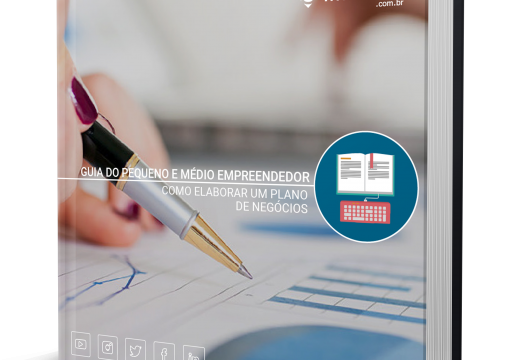 .com.br
GUIA DO PEQUENO E MÉDIO EMPREENDEDOR
COMO ELABORAR UM PLANO
DE NEGÓCIOS